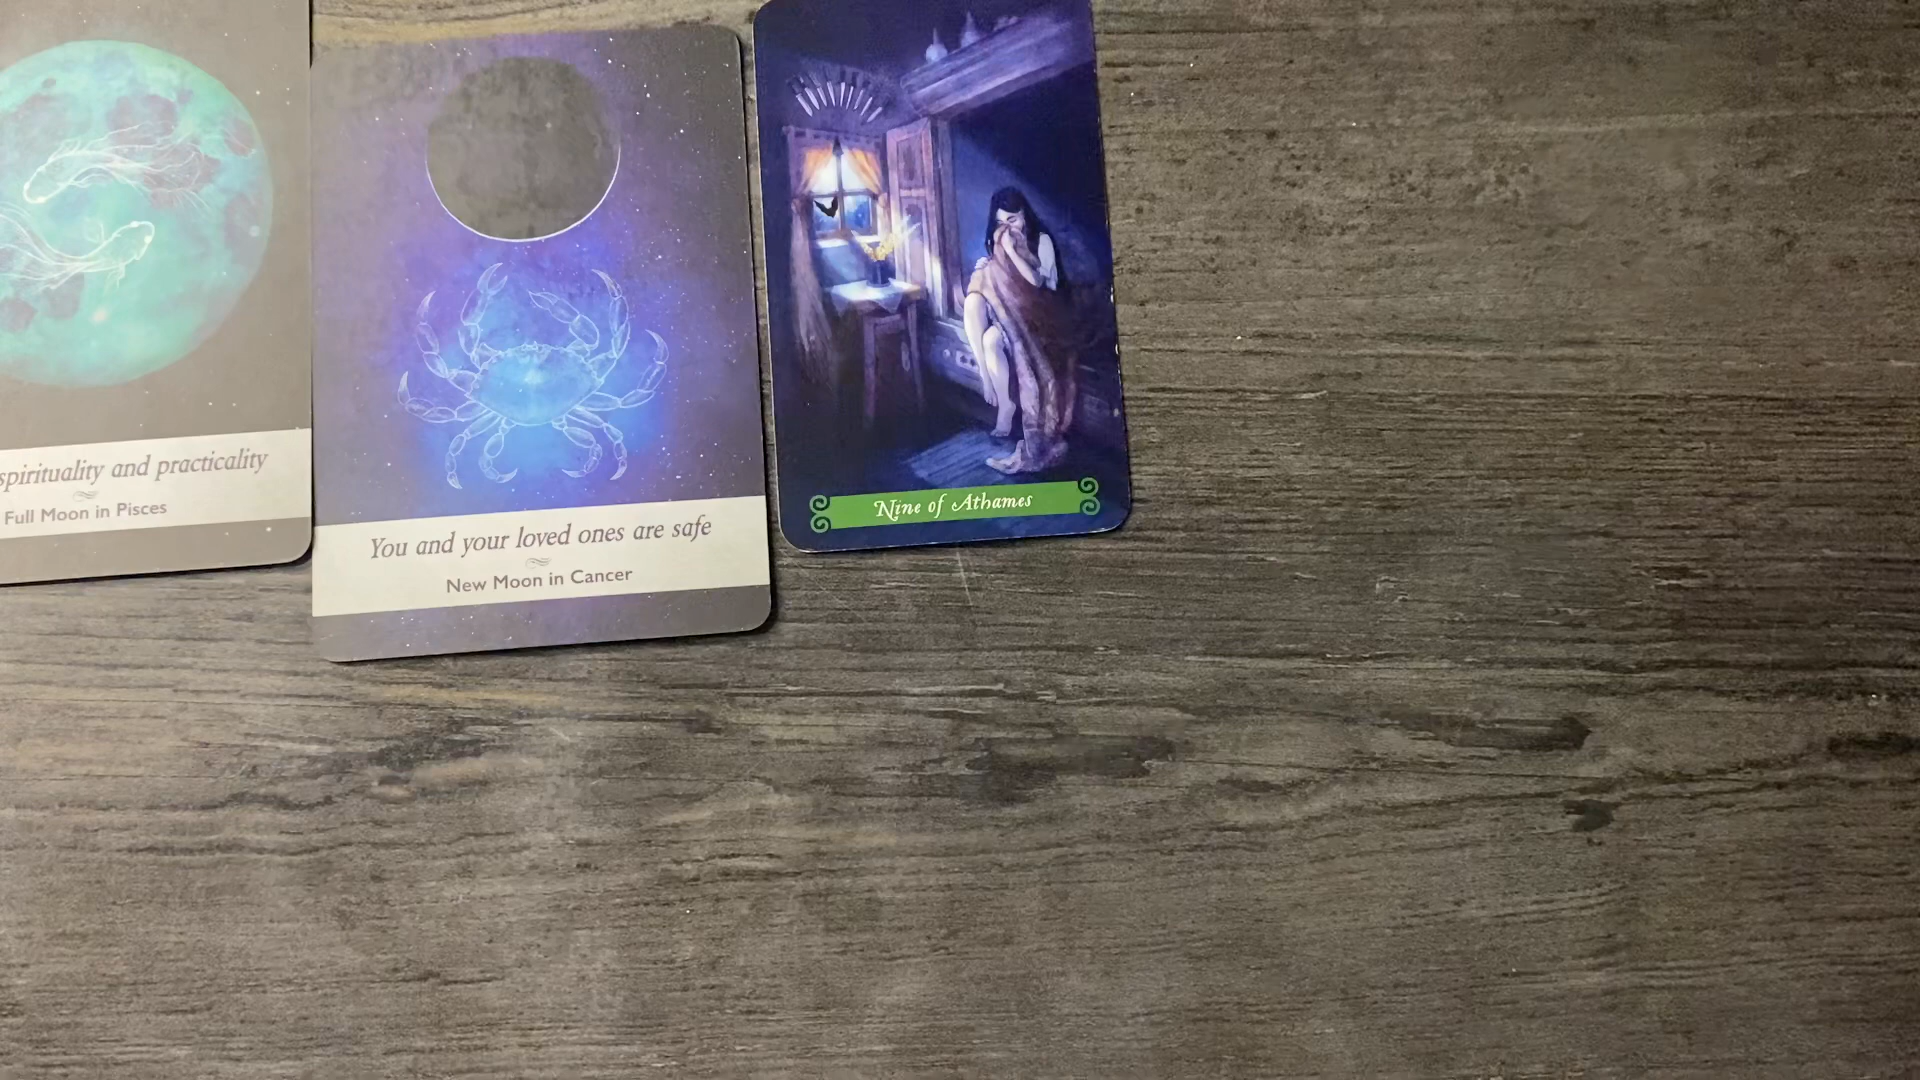 spirituality and practicality
Full Moon in Pisces
You and your loved ones are safe
New Moon in Cancer
Nine of Athames